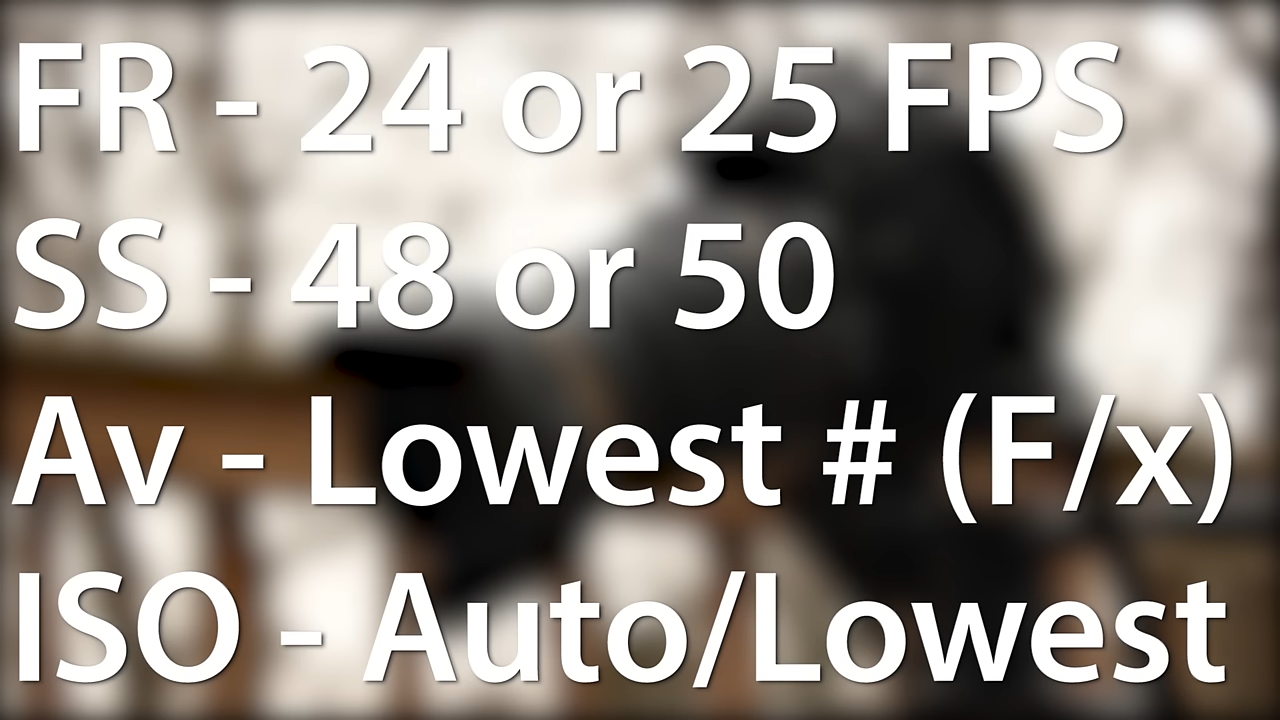 FR - 24 or 25 FPS
SS - 48 or 50
Av - Lowest # (F/x)
ISO - Auto/Lowest